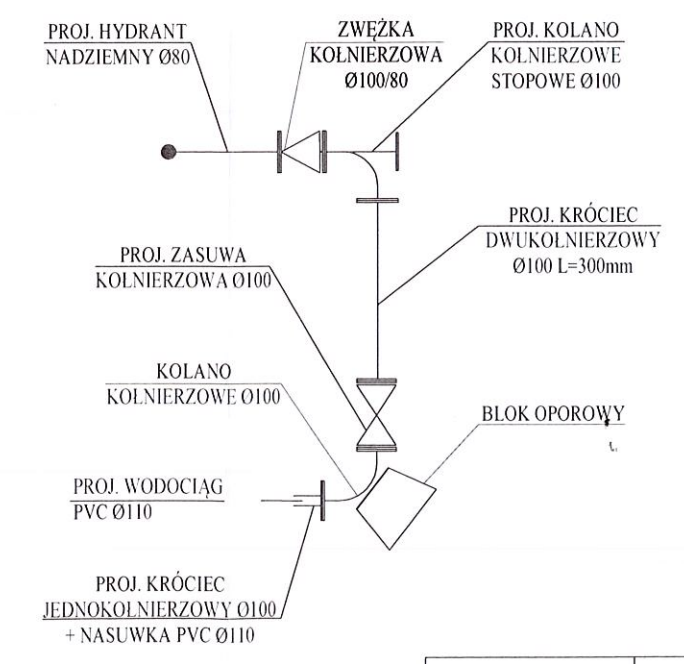 PROJ. HYDRANT
NADZIEMNY Ø80
ZWĘŻKA
KOŁNIERZOWA
Ø100/80
PROJ. KOLANO
KOŁNIERZOWE
STOPOWE Ø100
PROJ. KRÓCIEC
DWUKOŁNIERZOWY
Ø100 L=300mm
PROJ. ZASUWA
KOŁNIERZOWA Ø100
KOLANO
KOŁNIERZOWE Ø100
BLOK OPOROWY
PROJ. WODOCIĄG
PVC Ø110
PROJ. KRÓCIEC
JEDNOKOŁNIERZOWY Ø100
+ NASUWKA PVC Ø110